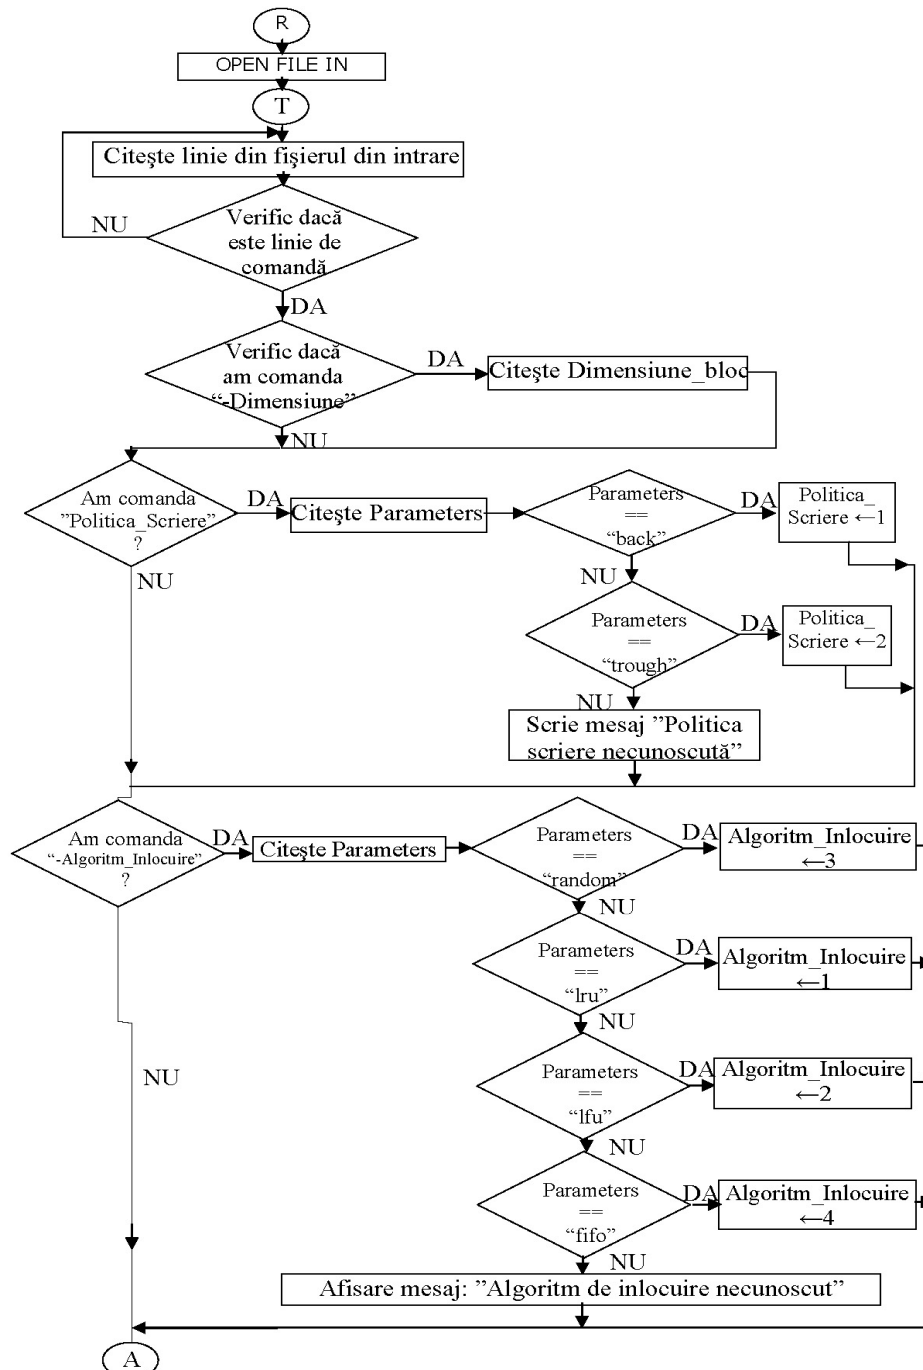 R
OPEN FILE IN
T
Citeşte linie din fişierul din intrare
NU
Verific dacă
este linie de
comandă
DA
Verific dacă
am comanda
“-Dimensiune”
DA
Citeşte Dimensiune_bloc
NU
Am comanda
”Politica_Scriere”
?
DA
Citeşte Parameters
Parameters
==
“back”
DA
Politica_
Scriere ←1
NU
NU
Parameters
==
“trough”
DA
Politica_
Scriere ←2
NU
Scrie mesaj ”Politica
scriere necunoscută”
Am comanda
“-Algoritm_Inlocuire”
?
DA
Citeşte Parameters
Parameters
==
“random”
DA
Algoritm_Inlocuire
←3
NU
Parameters
==
“lru”
DA
Algoritm_Inlocuire
←1
NU
NU
Parameters
==
“lfu”
DA
Algoritm_Inlocuire
←2
NU
Parameters
==
“fifo”
DA
Algoritm_Inlocuire
←4
NU
Afisare mesaj: ”Algoritm de inlocuire necunoscut”
A